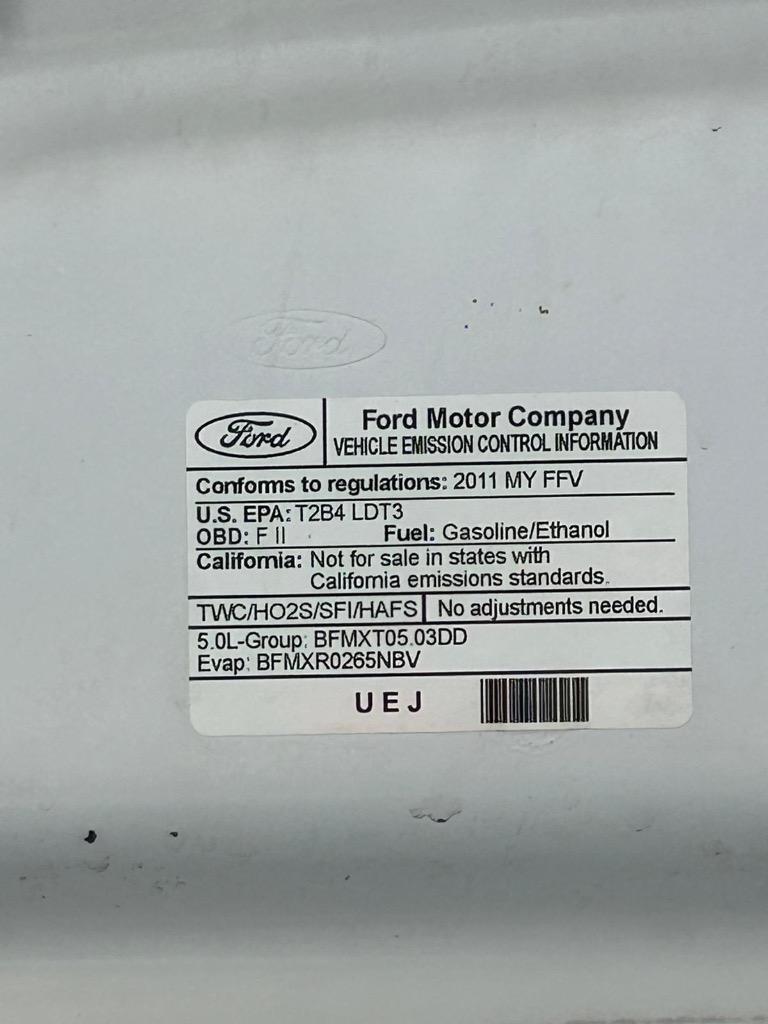 Ford
Ford
Ford Motor Company
VEHICLE EMISSION CONTROL INFORMATION
Conforms to regulations: 2011 MY FFV
U.S. EPA: T2B4 LDT3
OBD: F II Fuel: Gasoline/Ethanol
California: Not for sale in states with
California emissions standards.
TWC/HO2S/SFI/HAFS No adjustments needed.
5.0L-Group: BFMXT05.03DD
Evap: BFMXR0265NBV
UEJ